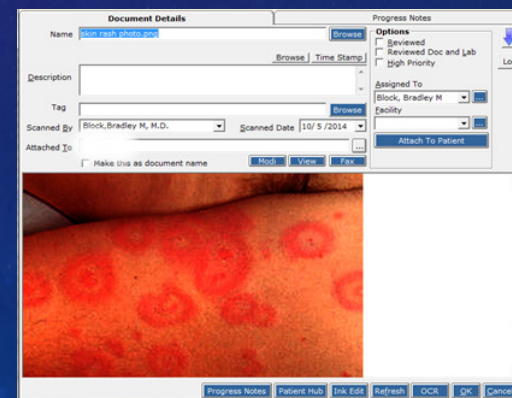 Document Details
Progress Notes
Name
skin rash photo.png
Browse
Options
Reviewed
Reviewed Doc and Lab
High Priority
Browse
Time Stamp
Description
Assigned To
Block, Bradley M
...
Tag
Browse
Facility
...
Scanned By
Block,Bradley M, M.D.
Scanned Date
10/ 5 /2014
Attach To Patient
Attached To
...
Make this as document name
Modi
View
Fax
Progress Notes
Patient Hub
Ink Edit
Refresh
OCR
OK
Cancel